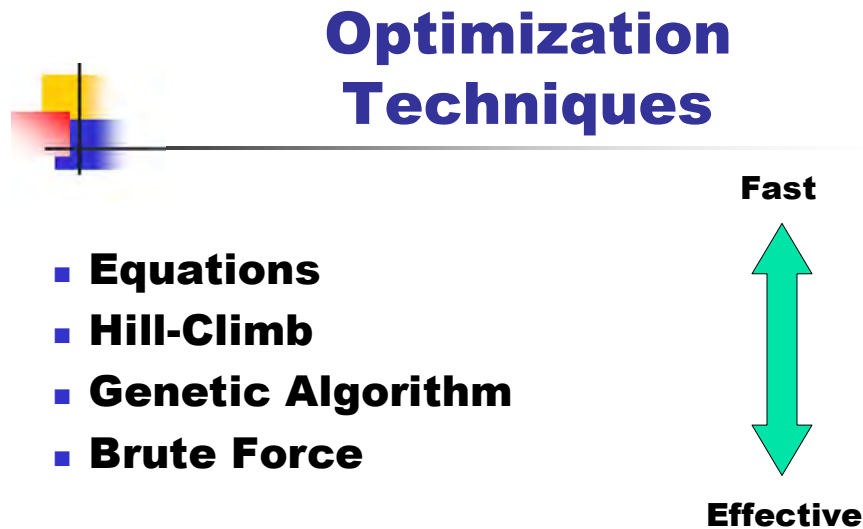 Optimization
Techniques
Fast
Equations
Hill-Climb
Genetic Algorithm
Brute Force
Effective